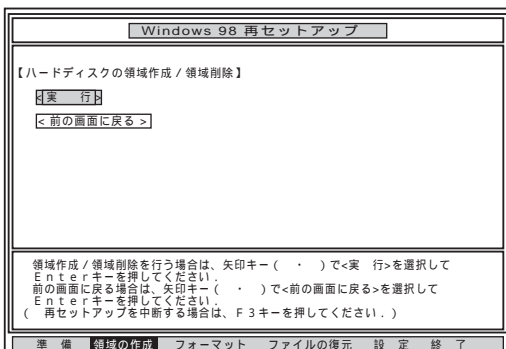 Windows 98 再セットアップ
【ハードディスクの領域作成/領域削除】
<実　行>
<前の画面に戻る>
領域作成/領域削除を行う場合は、矢印キー(　・　)で<実　行>を選択して
Ｅｎｔｅｒキーを押してください.
前の画面に戻る場合は、矢印キー(　・　)で<前の画面に戻る>を選択して
Ｅｎｔｅｒキーを押してください.
(　再セットアップを中断する場合は、Ｆ３キーを押してください.)
準　備　領域の作成　フォーマット　ファイルの復元　設　定　終　了